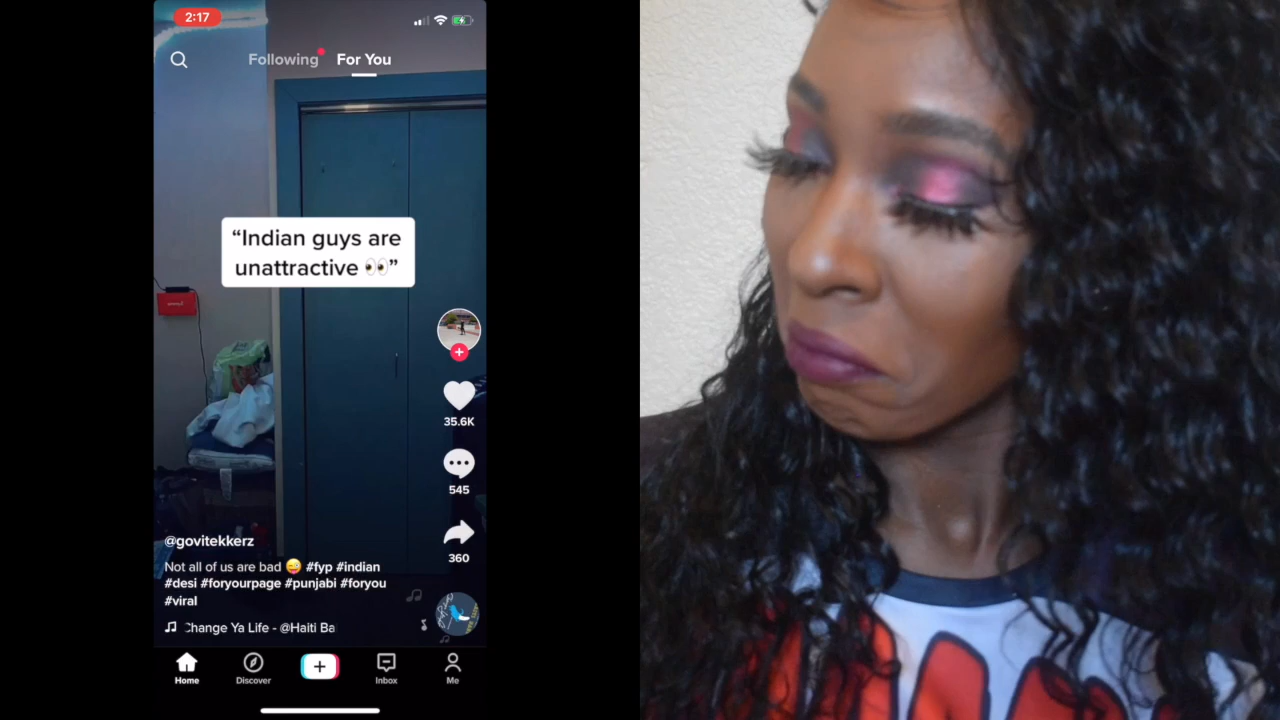 2:17
Following
For You
“Indian guys are
unattractive 👀”
35.6K
545
360
@govitekkerz
Not all of us are bad 😜 #fyp #indian
#desi #foryourpage #punjabi #foryou
#viral
Change Ya Life - @Haiti Ba
Home
Discover
Inbox
Me